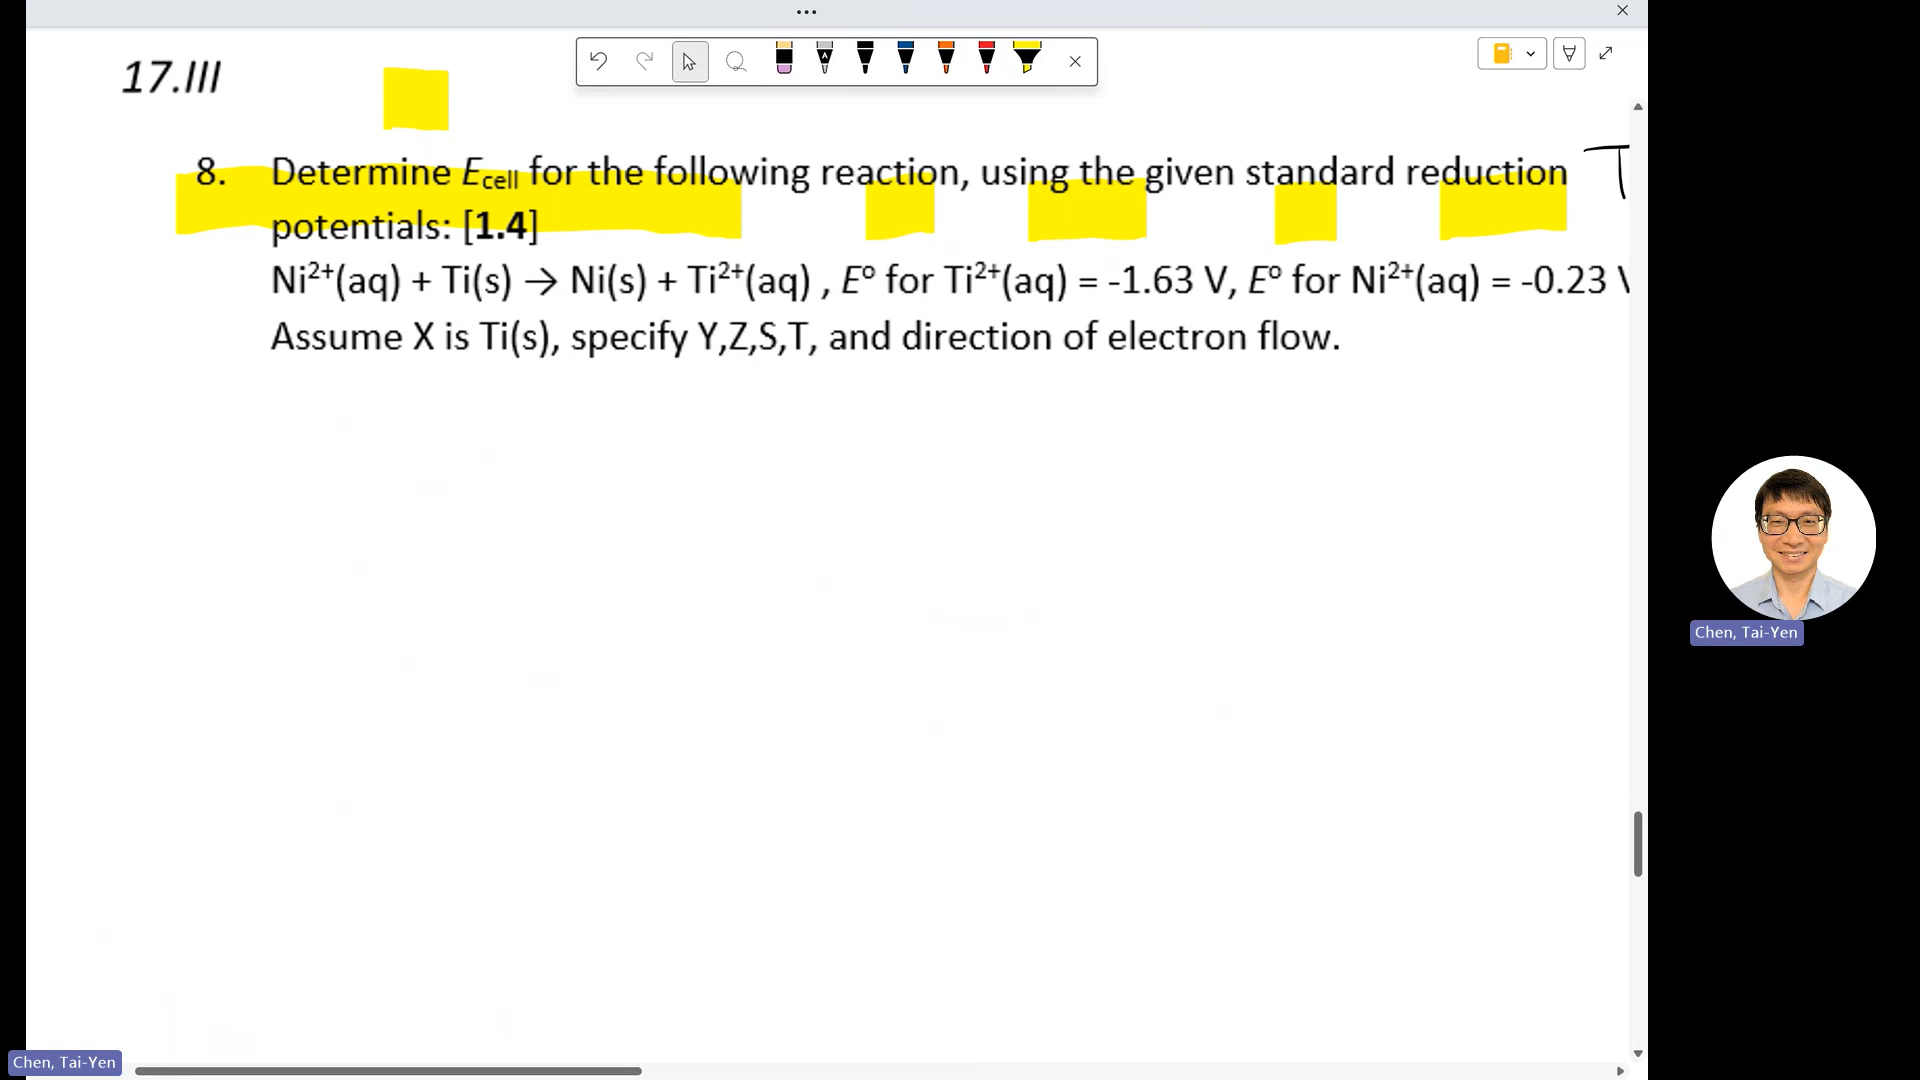 17.III
8. Determine Ecell for the following reaction, using the given standard reduction
potentials: [1.4]
Ni²⁺(aq) + Ti(s) → Ni(s) + Ti²⁺(aq) , Eº for Ti²⁺(aq) = -1.63 V, Eº for Ni²⁺(aq) = -0.23 V
Assume X is Ti(s), specify Y,Z,S,T, and direction of electron flow.
Chen, Tai-Yen
Chen, Tai-Yen